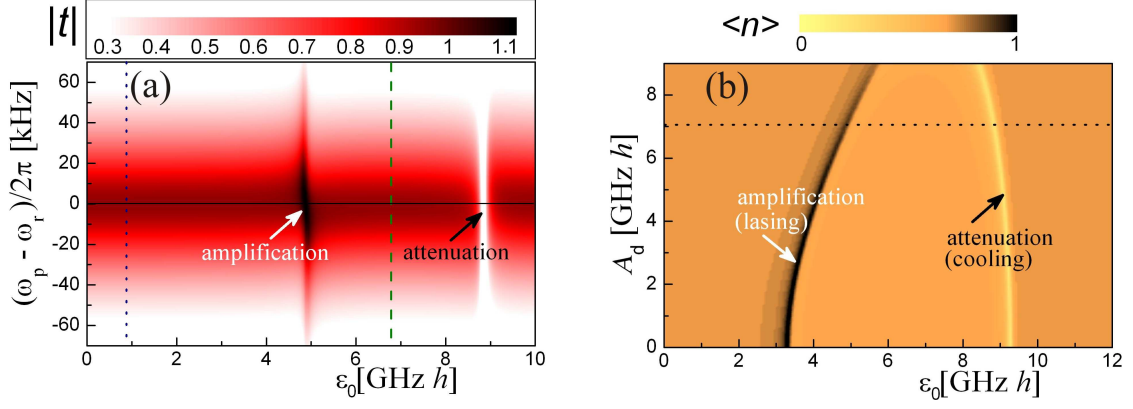 |t|
0.3 0.4 0.5 0.6 0.7 0.8 0.9 1 1.1
(a)
(ω_p - ω_r)/2π [kHz]
60
40
20
0
-20
-40
-60
amplification
attenuation
0 2 4 6 8 10
ε_0[GHz h]
<n>
0 1
(b)
A_d [GHz h]
8
6
4
2
0
amplification
(lasing)
attenuation
(cooling)
0 2 4 6 8 10 12
ε_0[GHz h]